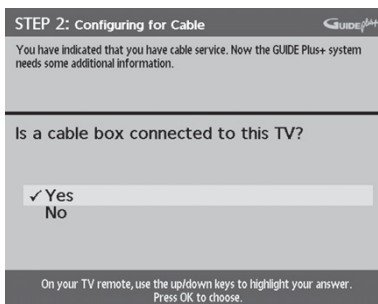 STEP 2: Configuring for Cable
GUIDE Plus+
You have indicated that you have cable service. Now the GUIDE Plus+ system
needs some additional information.
Is a cable box connected to this TV?
✓ Yes
No
On your TV remote, use the up/down keys to highlight your answer.
Press OK to choose.